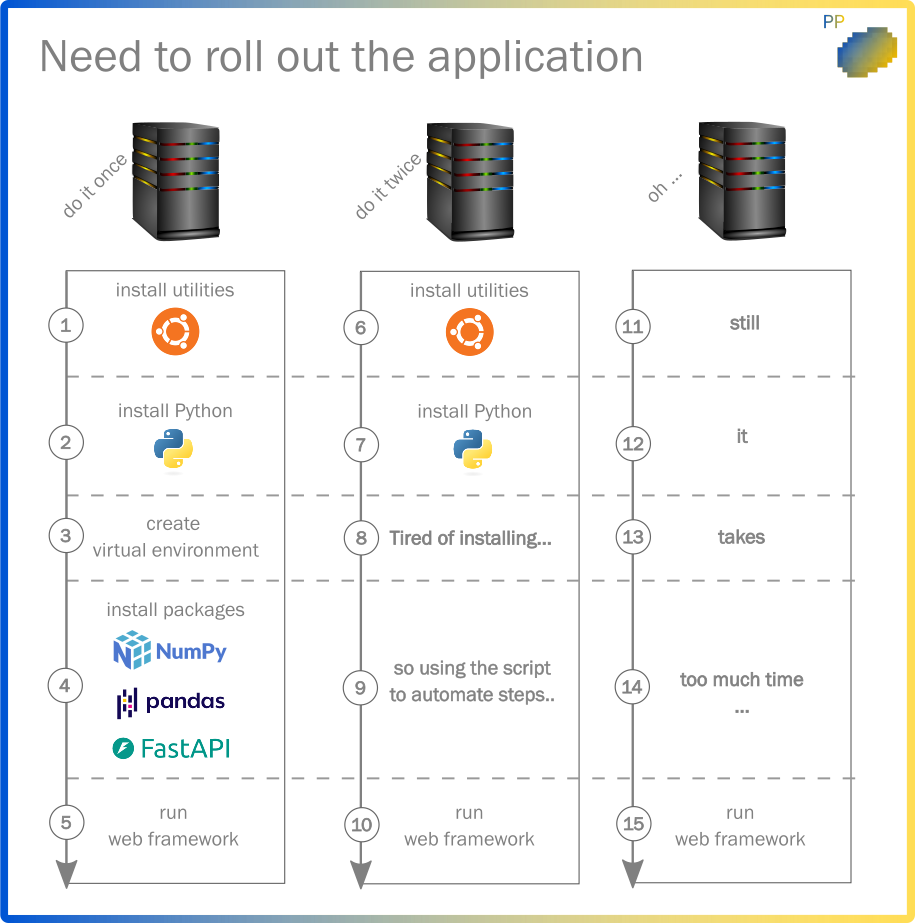 PP
Need to roll out the application
do it once
do it twice
oh ...
1
install utilities
2
install Python
3
create
virtual environment
4
install packages
NumPy
pandas
FastAPI
5
run
web framework
6
install utilities
7
install Python
8
Tired of installing...
9
so using the script
to automate steps..
10
run
web framework
11
still
12
it
13
takes
14
too much time
...
15
run
web framework